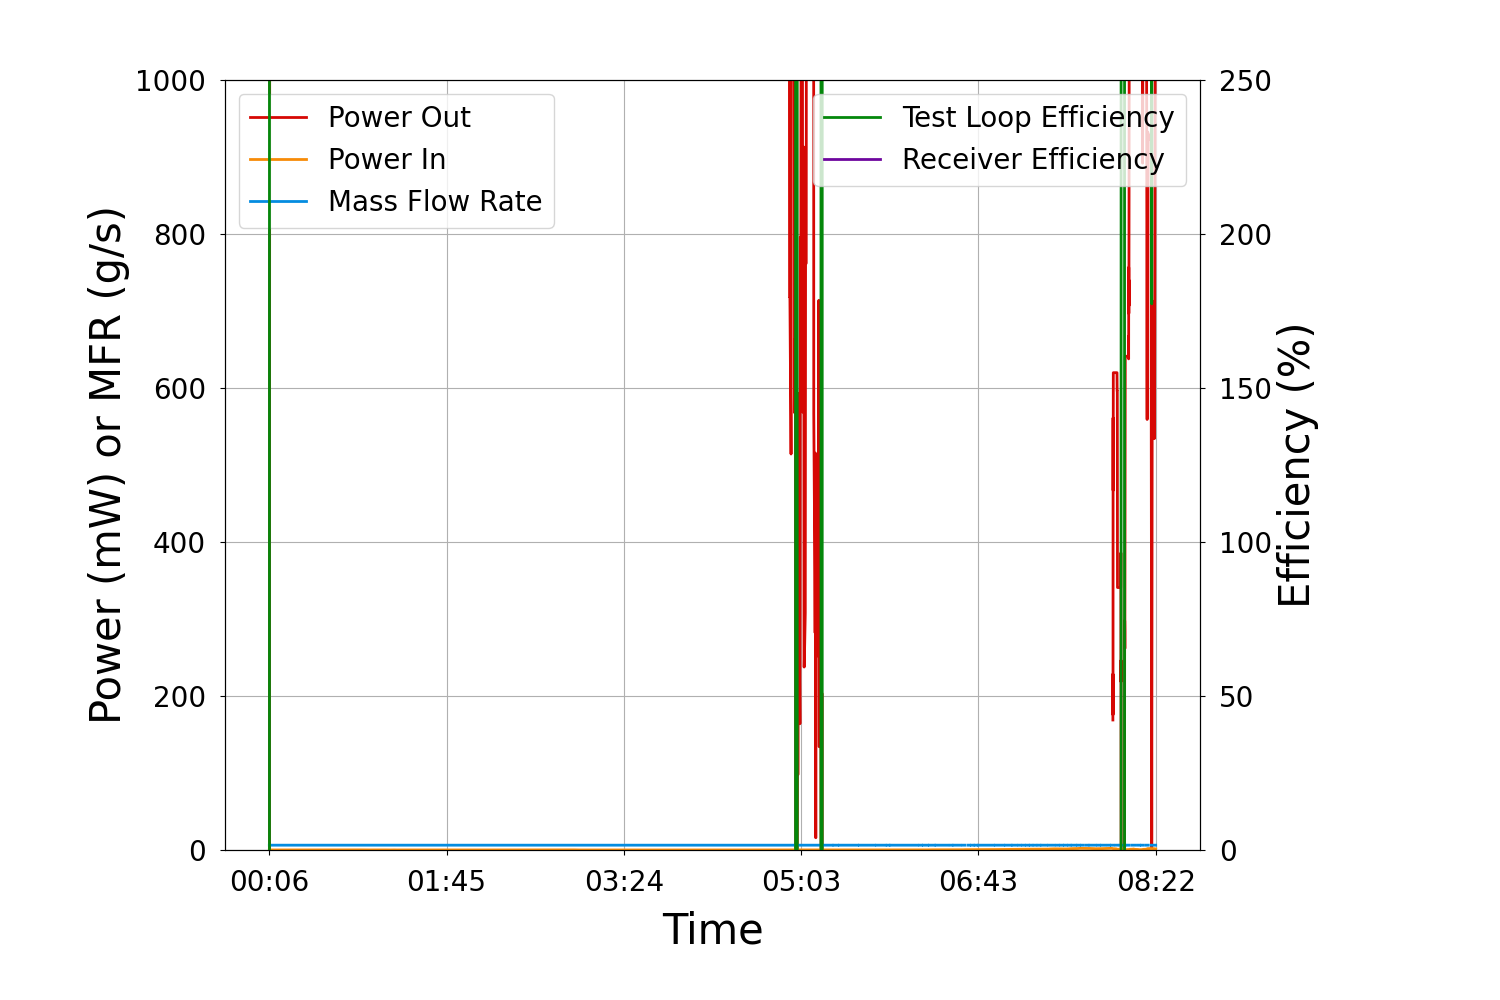 1000
800
600
400
200
0
Power (mW) or MFR (g/s)
Power Out
Power In
Mass Flow Rate
Test Loop Efficiency
Receiver Efficiency
250
200
150
100
50
0
Efficiency (%)
00:06 01:45 03:24 05:03 06:43 08:22
Time